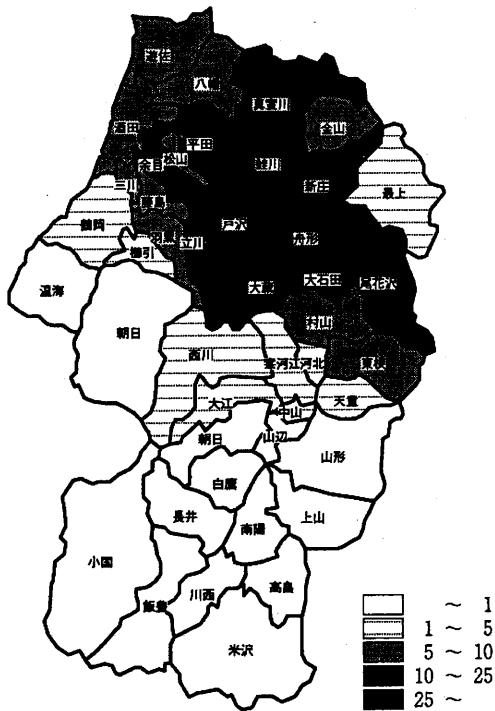 遊佐
八幡
真室川
金山
酒田
平田
余目
松山
鮭川
新庄
最上
三川
藤島
鶴岡
戸沢
舟形
羽黒
立川
櫛引
温海
大蔵
大石田
尾花沢
朝日
村山
西川
寒河江
河北
東根
大江
中山
天童
朝日
山辺
山形
白鷹
長井
南陽
上山
小国
川西
高畠
飯豊
米沢
～ 1
1 ～ 5
5 ～ 10
10 ～ 25
25 ～